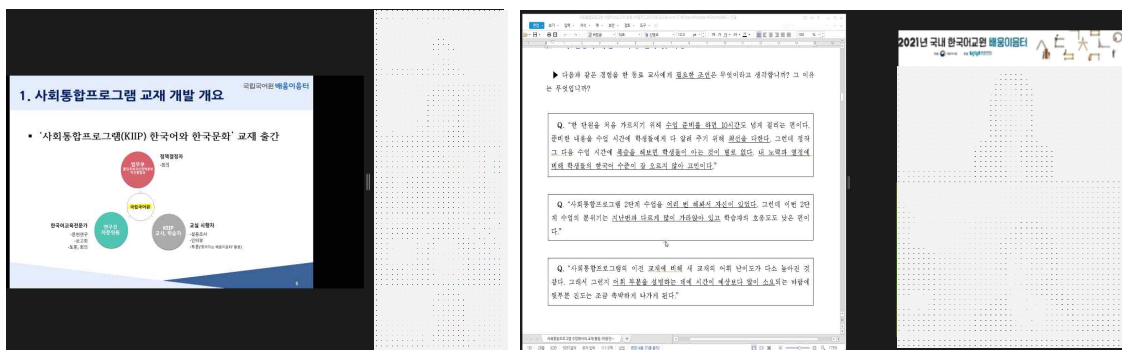 국립국어원 배움이음터
1. 사회통합프로그램 교재 개발 개요
▪ '사회통합프로그램(KIIP) 한국어와 한국문화' 교재 출간
정책결정자
법무부
국립국어원
한국어교육전문가
연구진
자문위원
KIIP
교사, 학습자
교실 시행자
▶ 다음과 같은 경험을 한 동료 교사에게 필요한 조언은 무엇이라고 생각합니까? 그 이유
는 무엇입니까?
Q. "한 단원을 처음 가르치기 위해 수업 준비를 하면 10시간도 넘게 걸리는 편이다.
준비한 내용을 수업 시간에 학생들에게 다 알려 주기 위해 최선을 다한다. 그런데 정작
그 다음 수업 시간에 복습을 해보면 학생들이 아는 것이 별로 없다. 내 노력과 열정에
비해 학생들의 한국어 수준이 잘 오르지 않아 고민이다."
Q. "사회통합프로그램 2단계 수업을 여러 번 해봐서 자신이 있었다. 그런데 이번 2단
계 수업의 분위기는 지난번과 다르게 많이 가라앉아 있고 학습자의 호응도도 낮은 편이
다."
Q. "사회통합프로그램의 이전 교재에 비해 새 교재의 어휘 난이도가 다소 높아진 것
같다. 그래서 그런지 어휘 부분을 설명하는 데에 시간이 예상보다 많이 소요되는 바람에
뒷부분 진도는 조금 촉박하게 나가게 된다."
2021년 국내 한국어교원 배움이음터